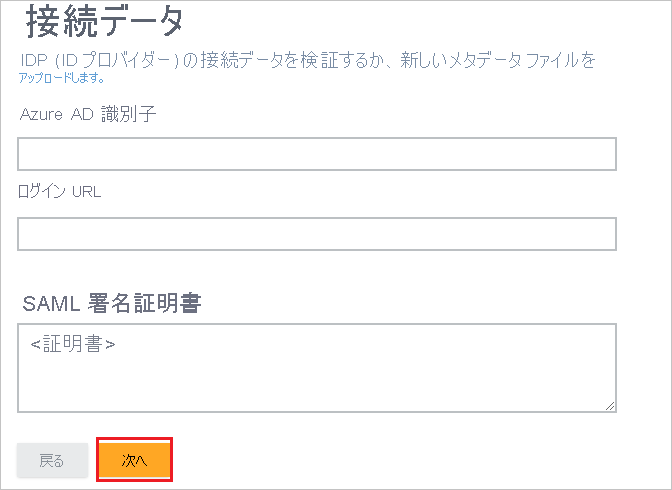 接続データ
IDP (ID プロバイダー) の接続データを検証するか、新しいメタデータ ファイルを
アップロードします。
Azure AD 識別子
ログイン URL
SAML 署名証明書
<証明書>
戻る
次へ